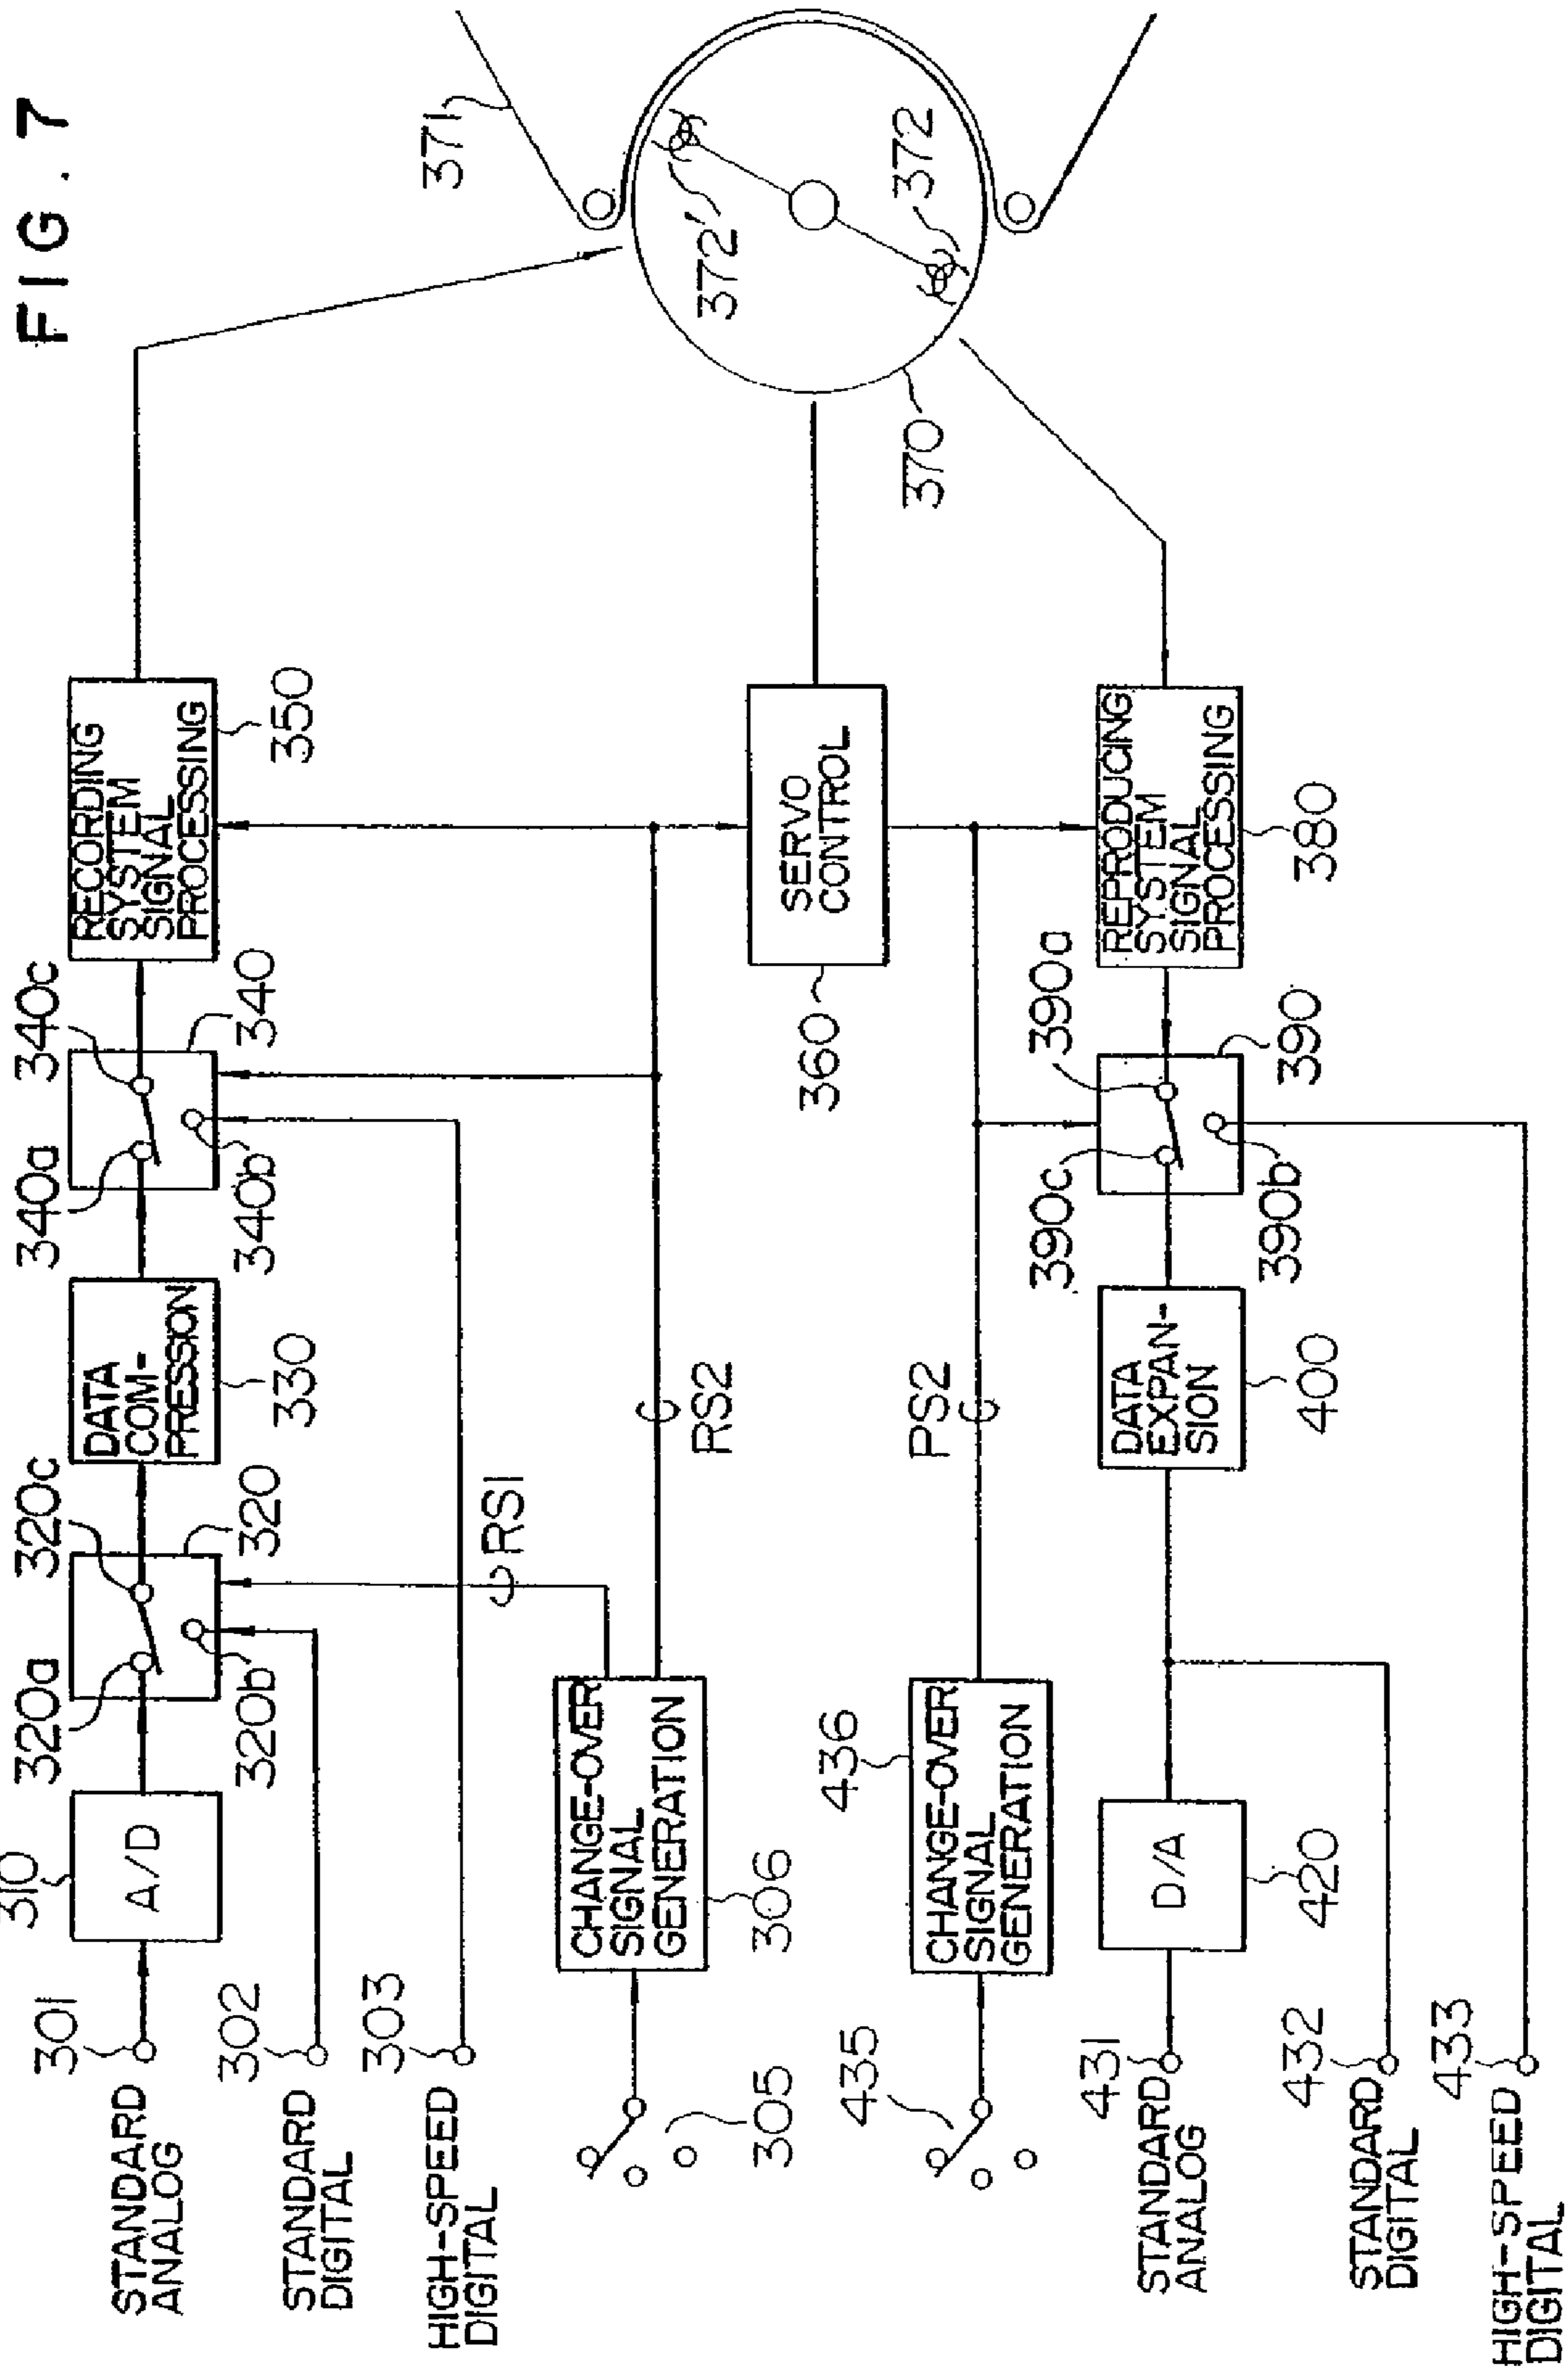 FIG. 7
STANDARD
ANALOG
301
310
A/D
320a
320c
320b
320
DATA
COM-
PRESSION
330
340a
340c
340b
340
RECORDING
SYSTEM
SIGNAL
PROCESSING
350
371
STANDARD
DIGITAL
302
HIGH-SPEED
DIGITAL
303
RS1
305
CHANGE-OVER
SIGNAL
GENERATION
306
RS2
SERVO
CONTROL
360
370
372'
372
435
CHANGE-OVER
SIGNAL
GENERATION
436
PS2
STANDARD
ANALOG
431
D/A
420
DATA
EXPAN-
SION
400
390c
390a
390b
390
REPRODUCING
SYSTEM
SIGNAL
PROCESSING
380
STANDARD
DIGITAL
432
HIGH-SPEED
DIGITAL
433